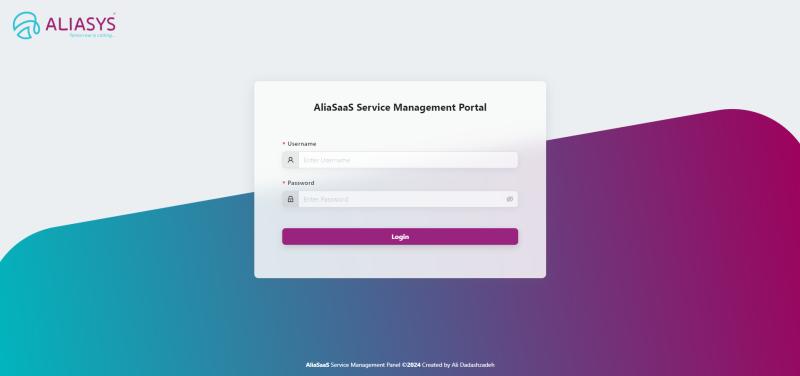 ALIASYS
Tomorrow is calling...
AliaSaaS Service Management Portal
* Username
Enter Username
* Password
Enter Password
Login
AliaSaaS Service Management Panel ©2024 Created by Ali Dadashzadeh